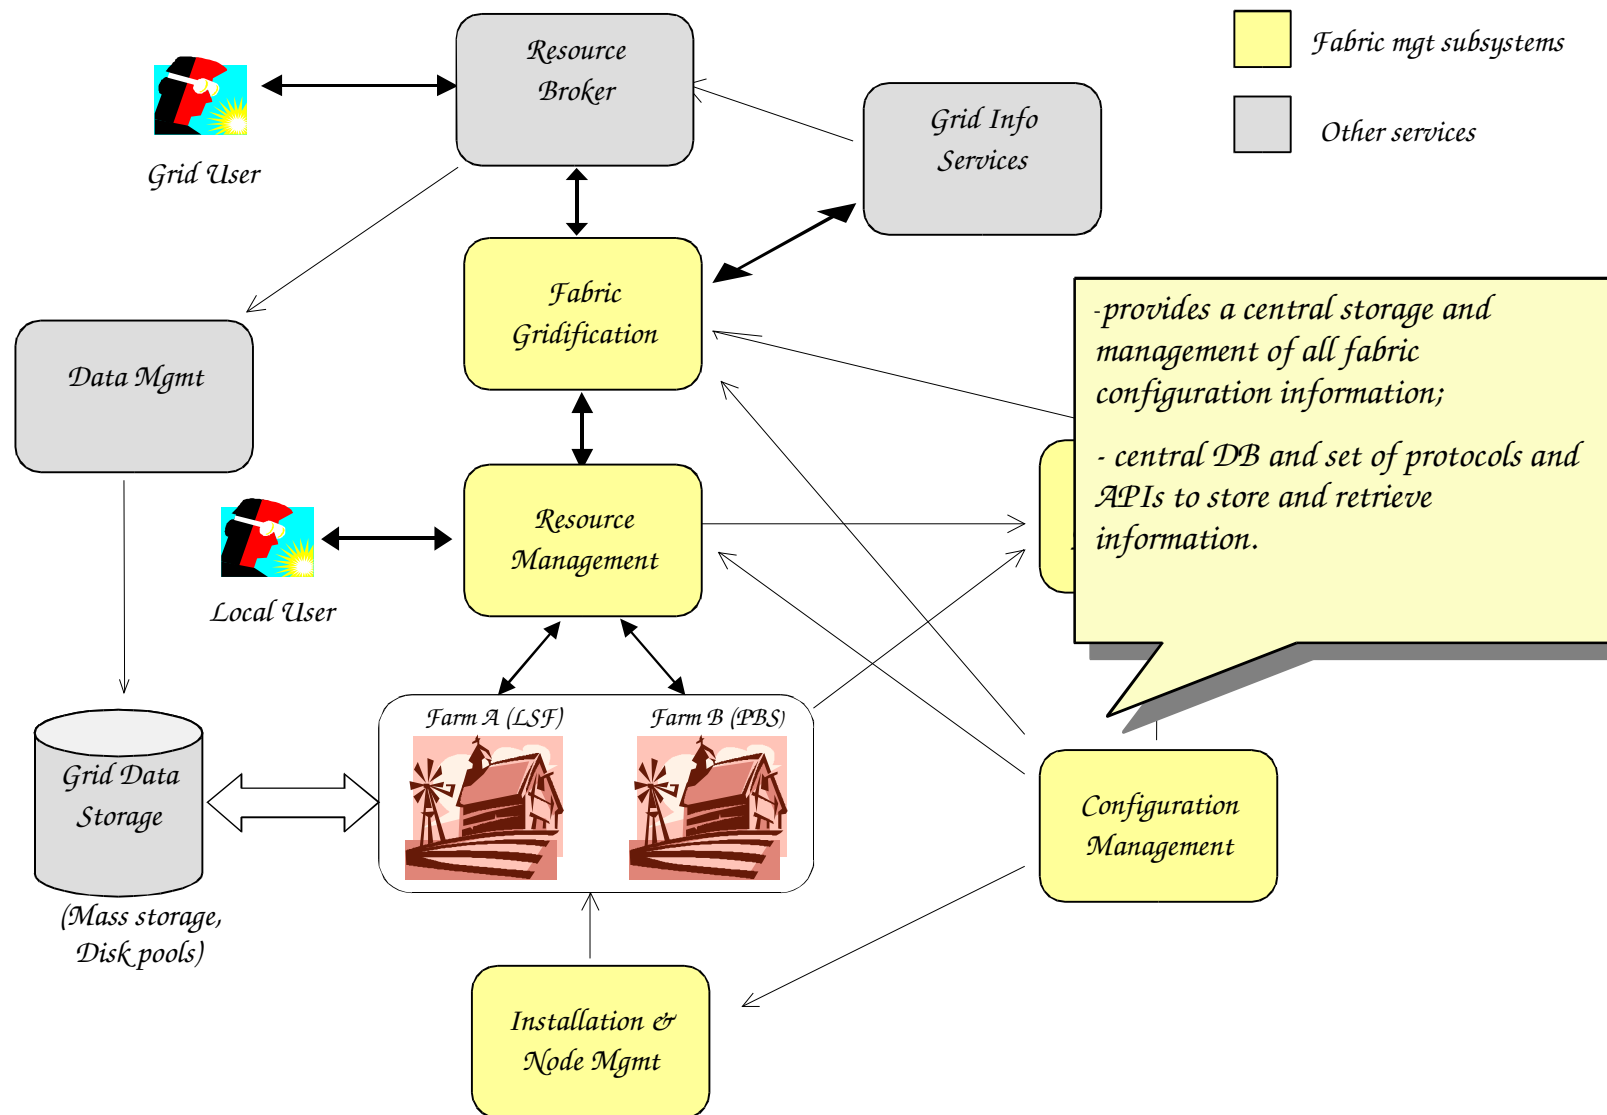 Resource
Broker
Fabric mgt subsystems
Grid Info
Services
Other services
Grid User
Fabric
Gridification
-provides a central storage and
management of all fabric
configuration information;
- central DB and set of protocols and
APIs to store and retrieve
information.
Data Mgmt
Resource
Management
Local User
Farm A (LSF)
Farm B (PBS)
Grid Data
Storage
(Mass storage,
Disk pools)
Configuration
Management
Installation &
Node Mgmt